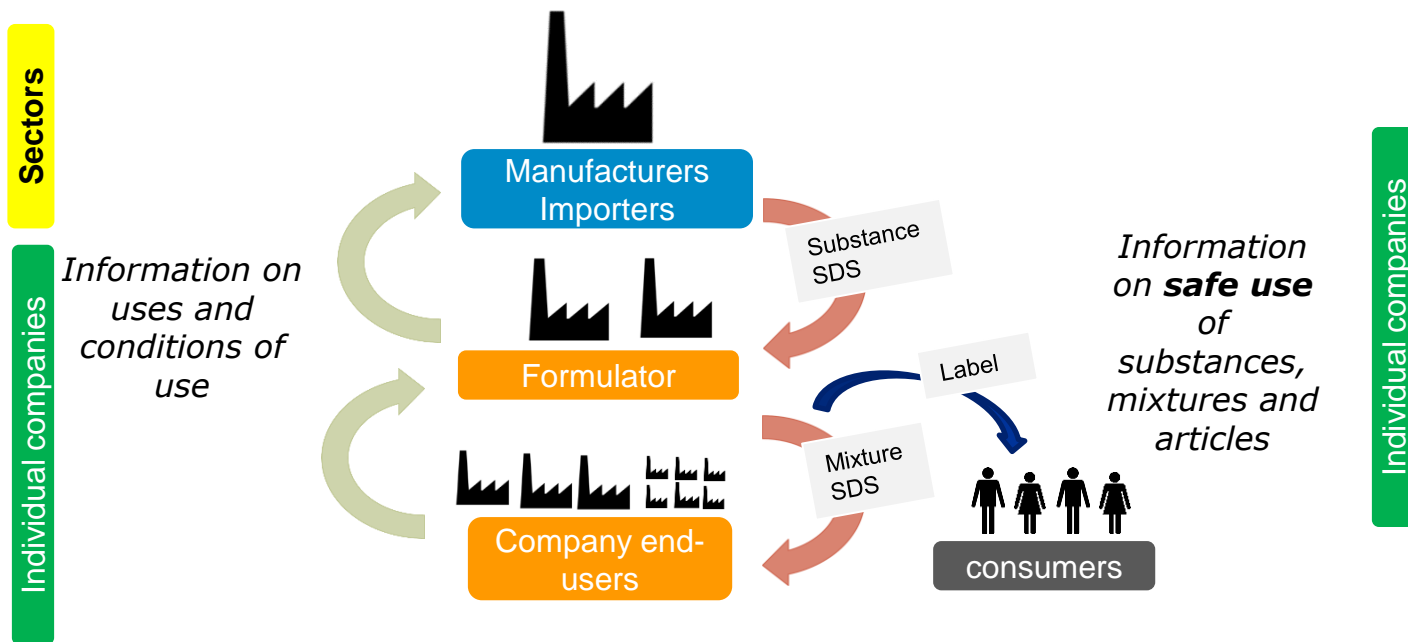 Sectors
Individual companies
Information on
uses and
conditions of
use
Manufacturers
Importers
Substance
SDS
Formulator
Label
Mixture
SDS
Company end-
users
consumers
Information
on safe use
of
substances,
mixtures and
articles
Individual companies